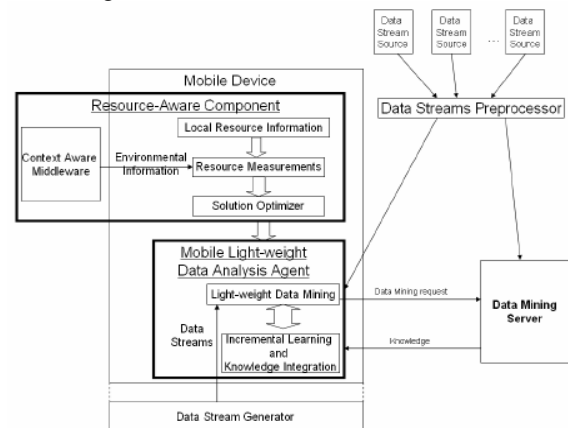 Data
Stream
Source
Data
Stream
Source
...
Data
Stream
Source
Mobile Device
Data Streams Preprocessor
Resource-Aware Component
Local Resource Information
Context Aware
Middleware
Environmental
Information
Resource Measurements
Solution Optimizer
Mobile Light-weight
Data Analysis Agent
Light-weight Data Mining
Data Mining request
Data Mining
Server
Data
Streams
Knowledge
Incremental Learning
and
Knowledge Integration
Data Stream Generator